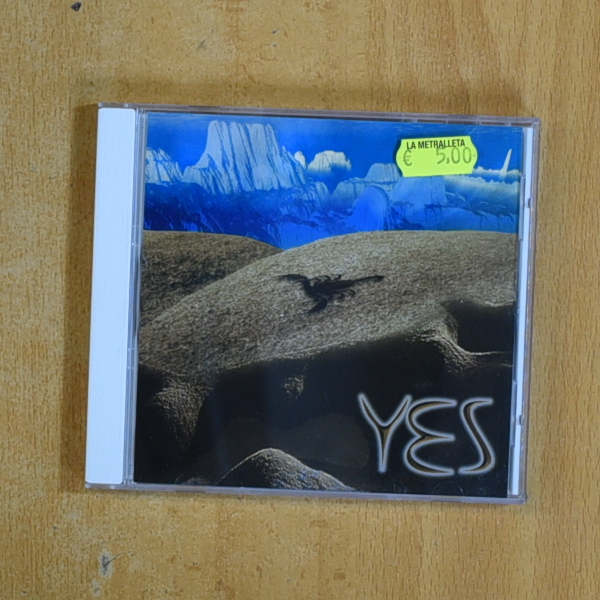 LA METRALLETA
€ 5,00
YES